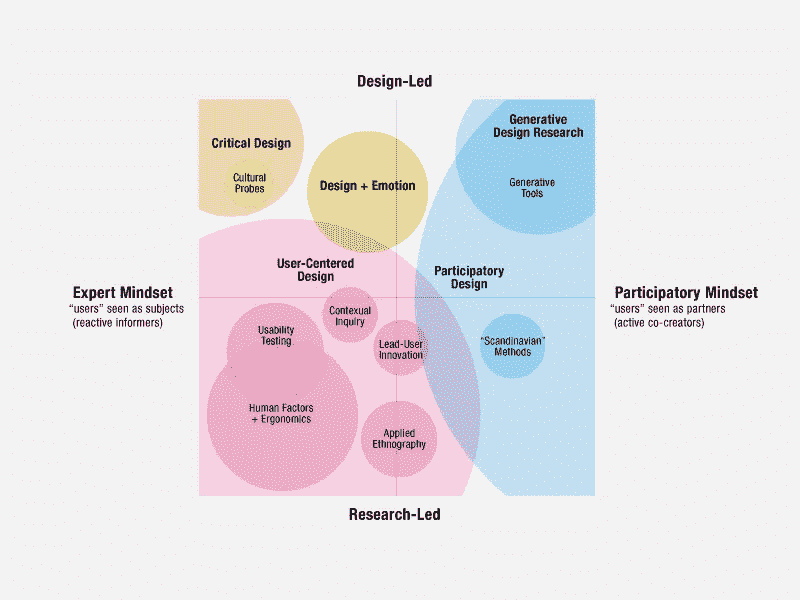 Design-Led
Critical Design
Cultural
Probes
Design + Emotion
Generative
Design Research
Generative
Tools
User-Centered
Design
Participatory
Design
Expert Mindset
“users” seen as subjects
(reactive informers)
Participatory Mindset
“users” seen as partners
(active co-creators)
Contexual
Inquiry
Usability
Testing
Lead-User
Innovation
“Scandinavian”
Methods
Human Factors
+ Ergonomics
Applied
Ethnography
Research-Led